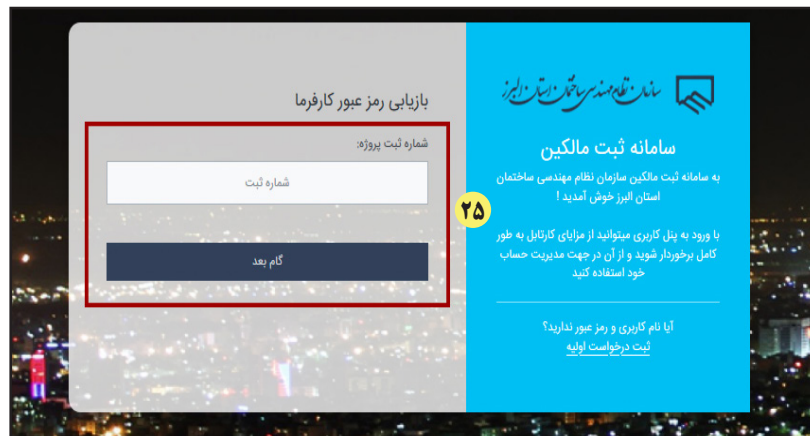 سازمان نظام مهندسی ساختمان استان البرز
سامانه ثبت مالکین
به سامانه ثبت مالکین سازمان نظام مهندسی ساختمان
استان البرز خوش آمدید !
با ورود به پنل کاربری میتوانید از مزایای کارتابل به طور
کامل برخوردار شوید و از آن در جهت مدیریت حساب
خود استفاده کنید
آیا نام کاربری و رمز عبور ندارید؟
ثبت درخواست اولیه
بازیابی رمز عبور کارفرما
شماره ثبت پروژه:
شماره ثبت
گام بعد
۲۵